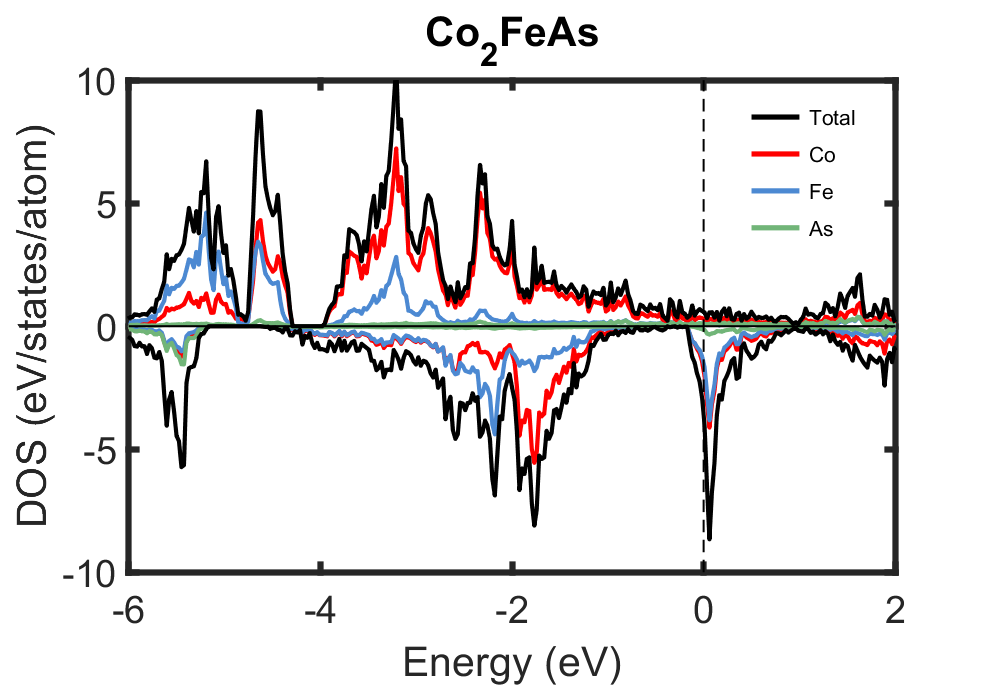 Co₂FeAs
10
5
0
-5
-10
DOS (eV/states/atom)
Total
Co
Fe
As
-6 -4 -2 0 2
Energy (eV)